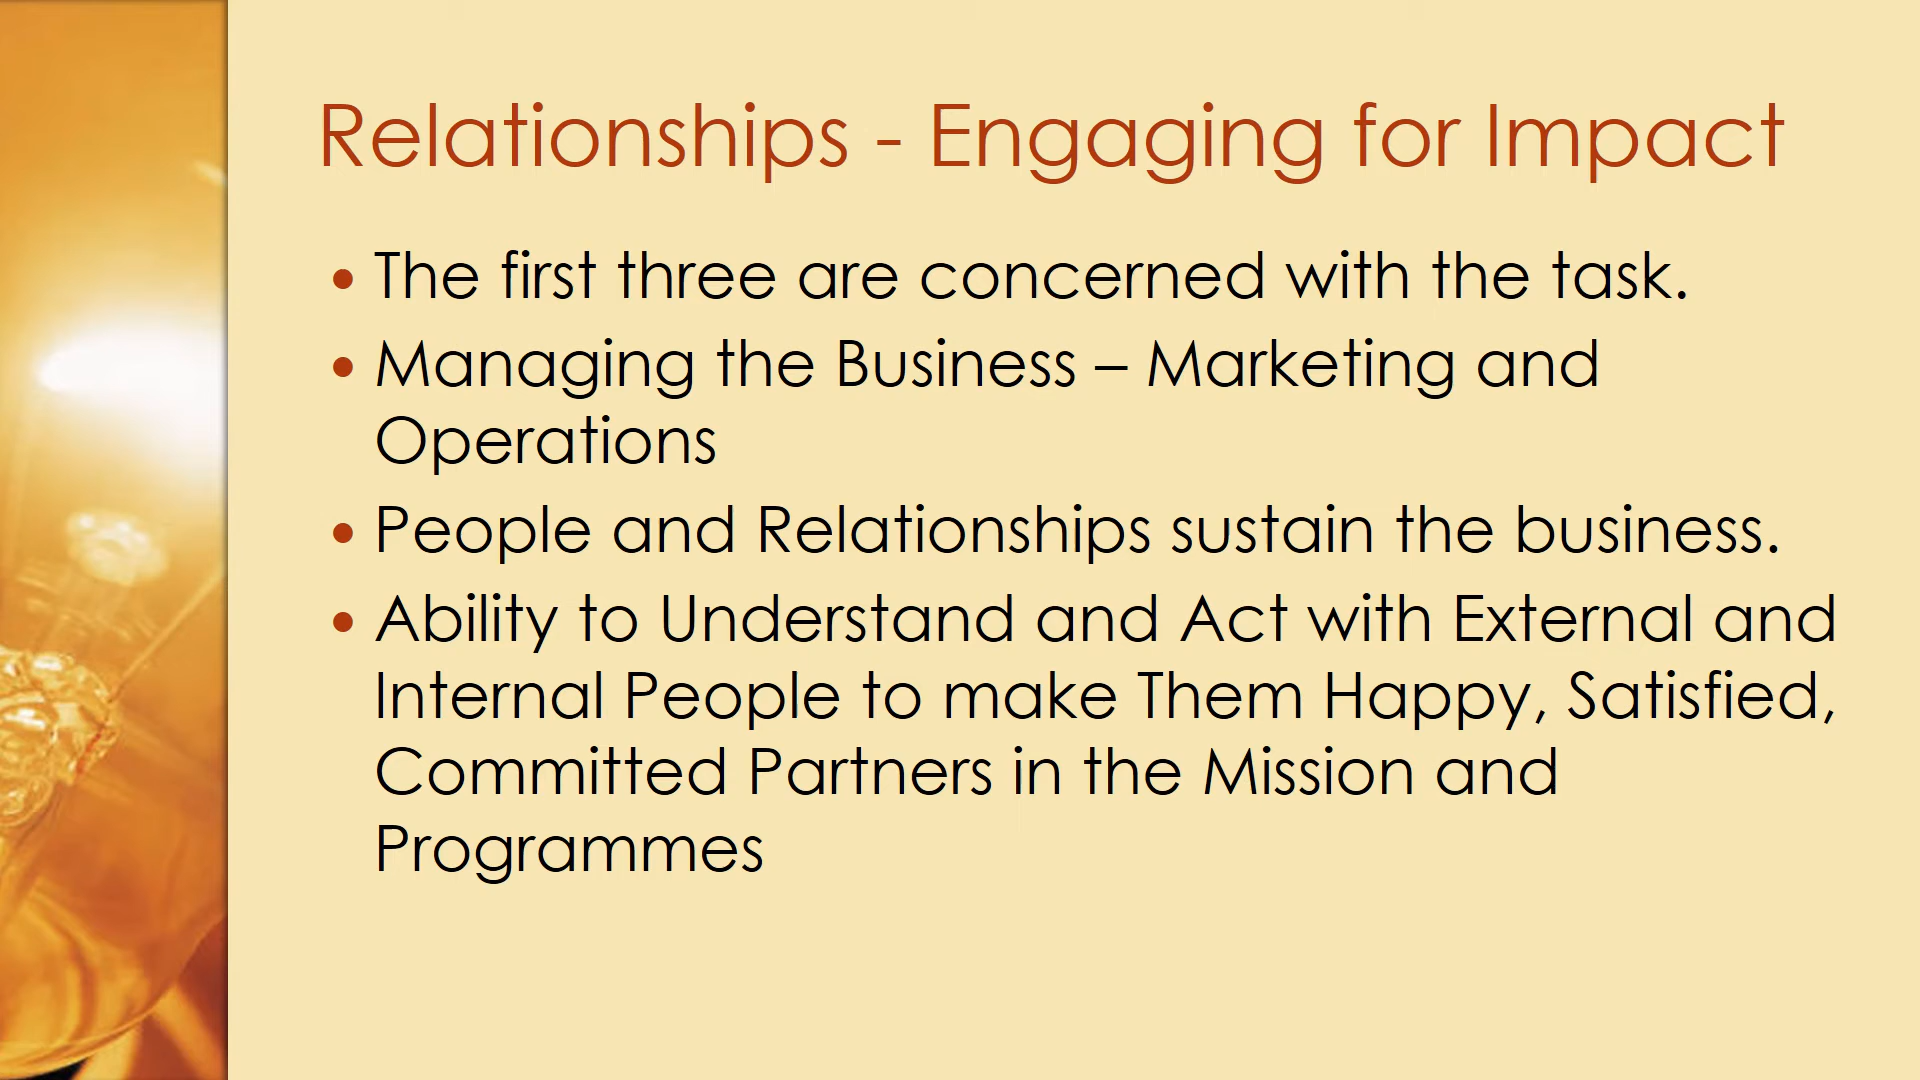 Relationships - Engaging for Impact
• The first three are concerned with the task.
• Managing the Business – Marketing and
Operations
• People and Relationships sustain the business.
• Ability to Understand and Act with External and
Internal People to make Them Happy, Satisfied,
Committed Partners in the Mission and
Programmes